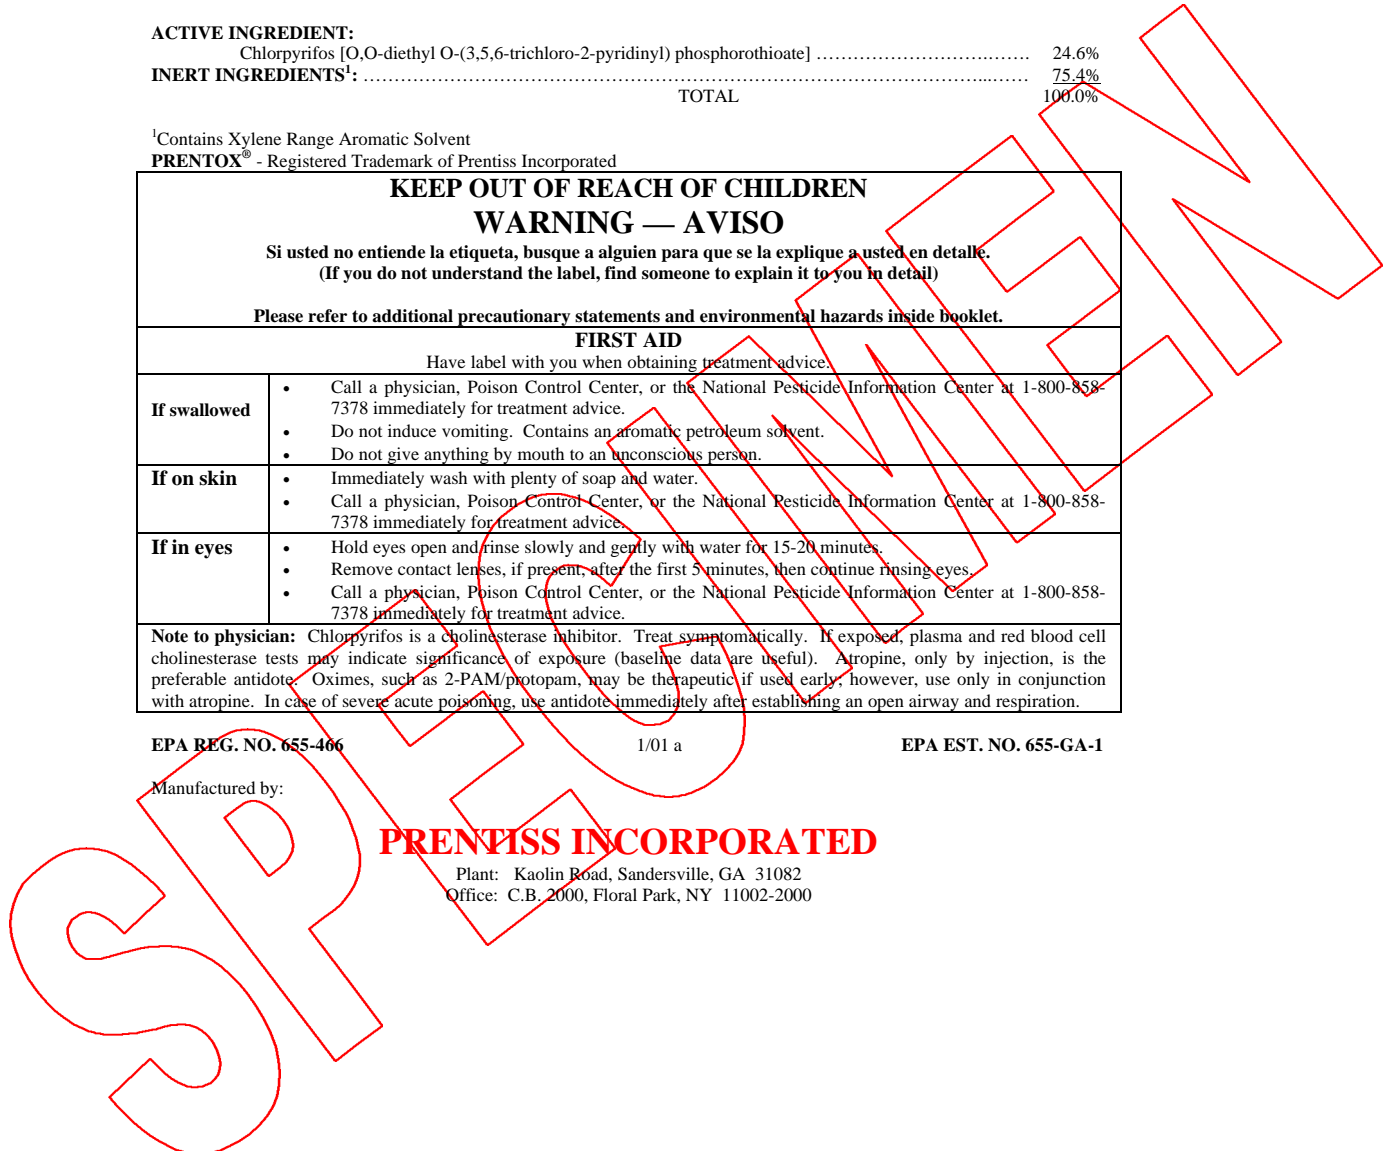 ACTIVE INGREDIENT:
Chlorpyrifos [O,O-diethyl O-(3,5,6-trichloro-2-pyridinyl) phosphorothioate] ……………………….……. 24.6%
INERT INGREDIENTS¹: …………………………………………………………………………………………...…… 75.4%
TOTAL 100.0%
¹Contains Xylene Range Aromatic Solvent
PRENTOX® - Registered Trademark of Prentiss Incorporated
KEEP OUT OF REACH OF CHILDREN
WARNING — AVISO
Si usted no entiende la etiqueta, busque a alguien para que se la explique a usted en detalle.
(If you do not understand the label, find someone to explain it to you in detail)
Please refer to additional precautionary statements and environmental hazards inside booklet.
FIRST AID
Have label with you when obtaining treatment advice.
If swallowed
• Call a physician, Poison Control Center, or the National Pesticide Information Center at 1-800-858-
7378 immediately for treatment advice.
• Do not induce vomiting. Contains an aromatic petroleum solvent.
• Do not give anything by mouth to an unconscious person.
If on skin
• Immediately wash with plenty of soap and water.
• Call a physician, Poison Control Center, or the National Pesticide Information Center at 1-800-858-
7378 immediately for treatment advice.
If in eyes
• Hold eyes open and rinse slowly and gently with water for 15-20 minutes.
• Remove contact lenses, if present, after the first 5 minutes, then continue rinsing eyes.
• Call a physician, Poison Control Center, or the National Pesticide Information Center at 1-800-858-
7378 immediately for treatment advice.
Note to physician: Chlorpyrifos is a cholinesterase inhibitor. Treat symptomatically. If exposed, plasma and red blood cell
cholinesterase tests may indicate significance of exposure (baseline data are useful). Atropine, only by injection, is the
preferable antidote. Oximes, such as 2-PAM/protopam, may be therapeutic if used early; however, use only in conjunction
with atropine. In case of severe acute poisoning, use antidote immediately after establishing an open airway and respiration.
EPA REG. NO. 655-466 1/01 a EPA EST. NO. 655-GA-1
Manufactured by:
PRENTISS INCORPORATED
Plant: Kaolin Road, Sandersville, GA 31082
Office: C.B. 2000, Floral Park, NY 11002-2000
SPECIMEN